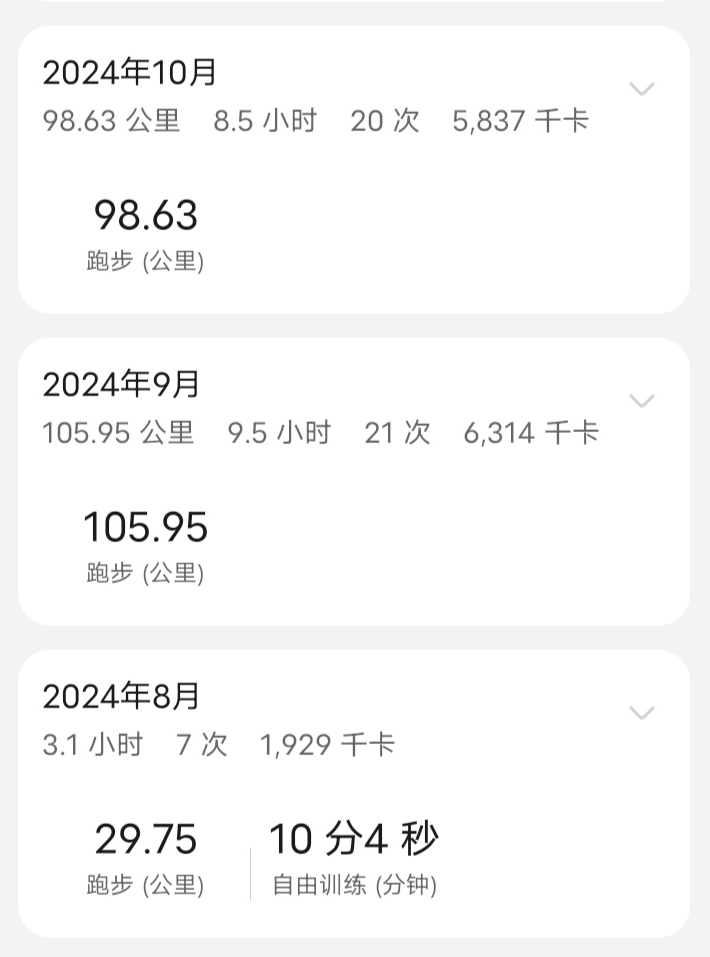 2024年10月
98.63 公里 8.5 小时 20 次 5,837 千卡
98.63
跑步 (公里)
2024年9月
105.95 公里 9.5 小时 21 次 6,314 千卡
105.95
跑步 (公里)
2024年8月
3.1 小时 7 次 1,929 千卡
29.75 10 分4 秒
跑步 (公里) 自由训练 (分钟)